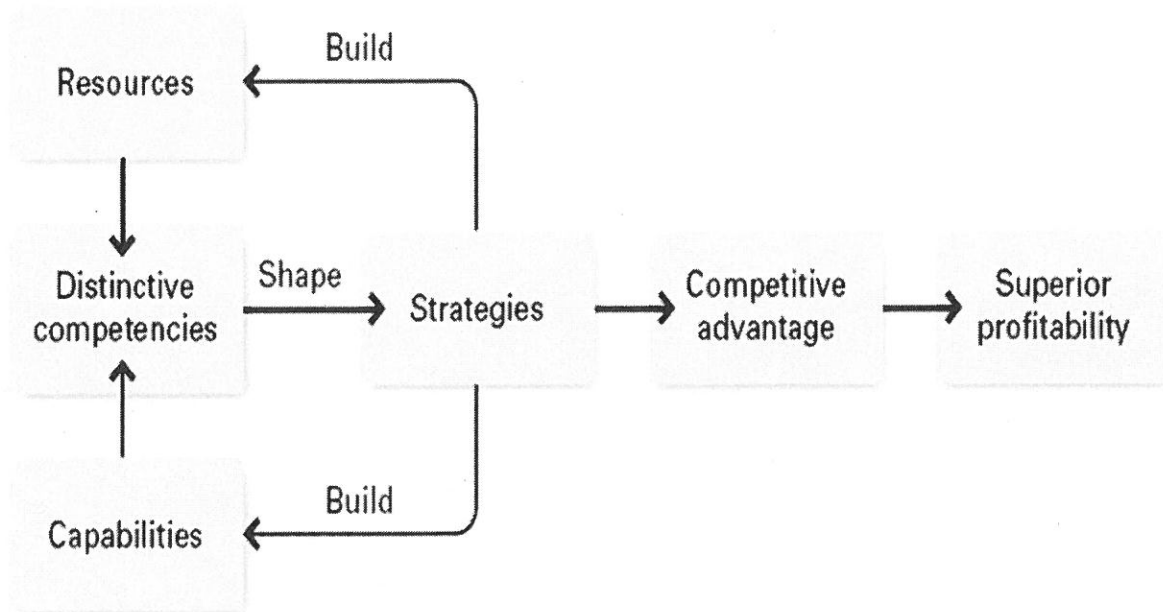 Build
Resources
Distinctive
competencies
Shape
Strategies
Competitive
advantage
Superior
profitability
Build
Capabilities